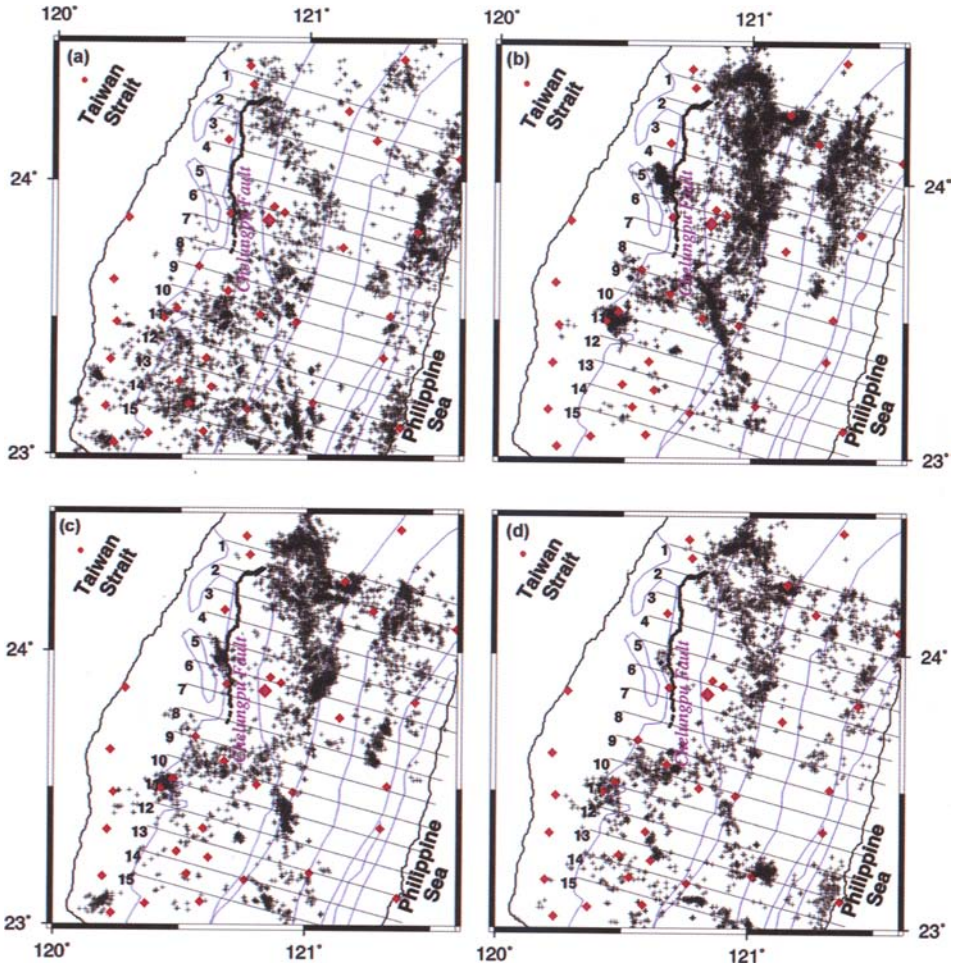 120° 121° 120° 121°
(a)
Taiwan
Strait
1
2
3
4
5
6
7
8
9
10
11
12
13
14
15
Chelungpu Fault
Philippine
Sea
24°
23°
(b)
Taiwan
Strait
1
2
3
4
5
6
7
8
9
10
11
12
13
14
15
Chelungpu Fault
Philippine
Sea
24°
23°
(c)
Taiwan
Strait
1
2
3
4
5
6
7
8
9
10
11
12
13
14
15
Chelungpu Fault
Philippine
Sea
24°
23°
(d)
Taiwan
Strait
1
2
3
4
5
6
7
8
9
10
11
12
13
14
15
Chelungpu Fault
Philippine
Sea
24°
23°
120° 121° 120° 121°